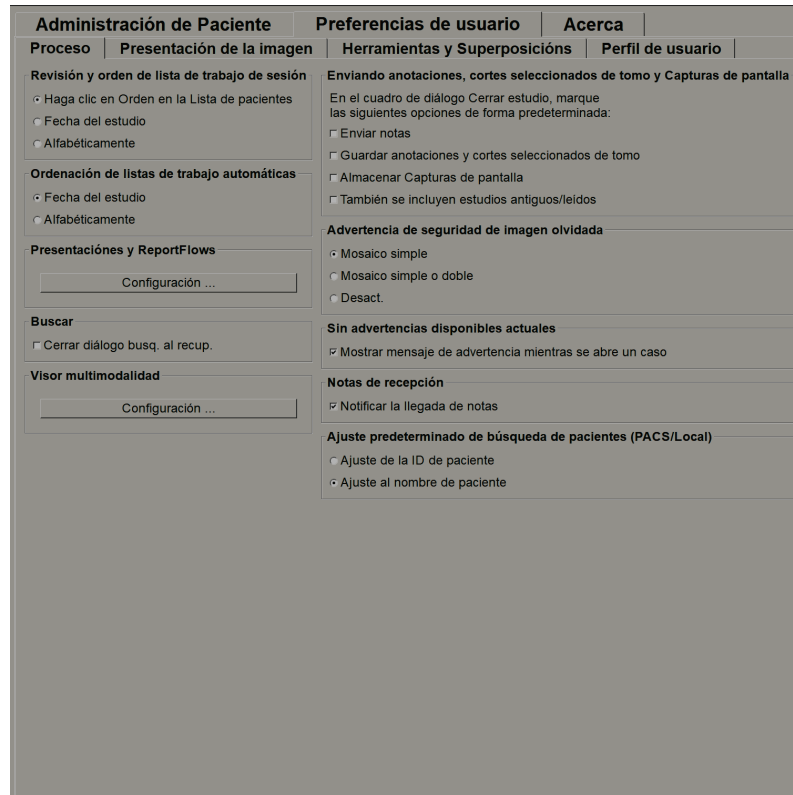 Administración de Paciente
Preferencias de usuario
Acerca
Proceso
Presentación de la imagen
Herramientas y Superposicións
Perfil de usuario
Revisión y orden de lista de trabajo de sesión
Haga clic en Orden en la Lista de pacientes
Fecha del estudio
Alfabéticamente
Ordenación de listas de trabajo automáticas
Fecha del estudio
Alfabéticamente
Presentaciónes y ReportFlows
Configuración ...
Buscar
Cerrar diálogo busq. al recup.
Visor multimodalidad
Configuración ...
Enviando anotaciones, cortes seleccionados de tomo y Capturas de pantalla
En el cuadro de diálogo Cerrar estudio, marque
las siguientes opciones de forma predeterminada:
Enviar notas
Guardar anotaciones y cortes seleccionados de tomo
Almacenar Capturas de pantalla
También se incluyen estudios antiguos/leídos
Advertencia de seguridad de imagen olvidada
Mosaico simple
Mosaico simple o doble
Desact.
Sin advertencias disponibles actuales
Mostrar mensaje de advertencia mientras se abre un caso
Notas de recepción
Notificar la llegada de notas
Ajuste predeterminado de búsqueda de pacientes (PACS/Local)
Ajuste de la ID de paciente
Ajuste al nombre de paciente